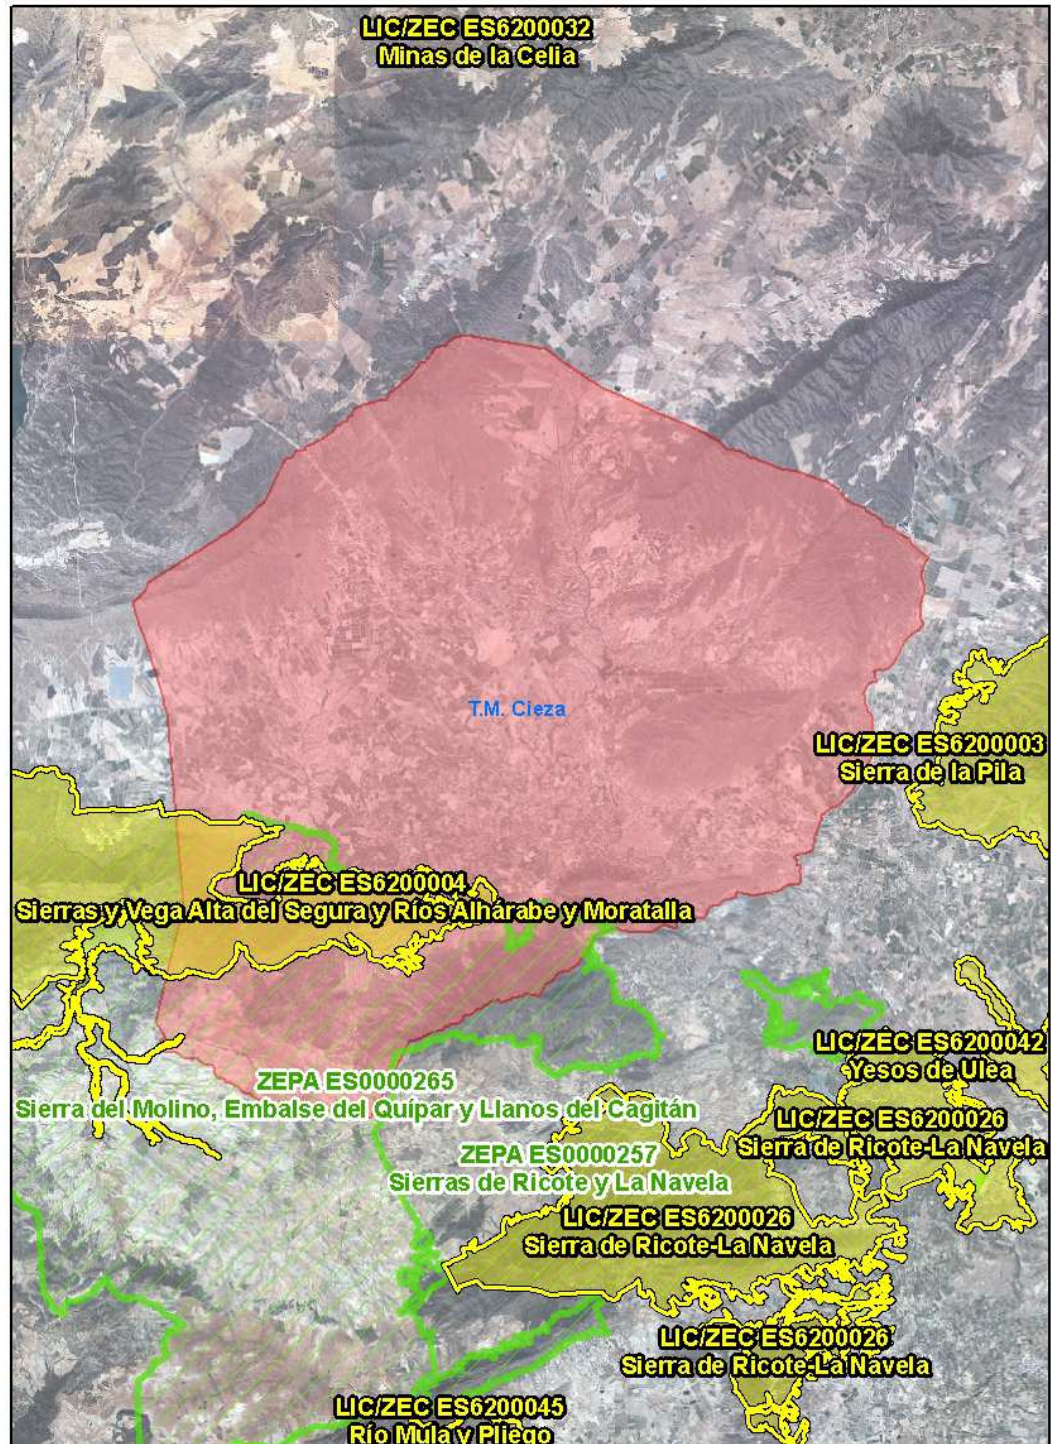 LIC/ZEC ES6200032
Minas de la Celia
T.M. Cieza
LIC/ZEC ES6200003
Sierra de la Pila
LIC/ZEC ES6200004
Sierras y Vega Alta del Segura y Ríos Alhárabe y Moratalla
LIC/ZEC ES6200042
Yesos de Ulea
ZEPA ES0000265
Sierra del Molino, Embalse del Quípar y Llanos del Cagitán
LIC/ZEC ES6200026
Sierra de Ricote-La Navela
ZEPA ES0000257
Sierras de Ricote y La Navela
LIC/ZEC ES6200026
Sierra de Ricote-La Navela
LIC/ZEC ES6200026
Sierra de Ricote-La Navela
LIC/ZEC ES6200045
Río Mula y Pliego